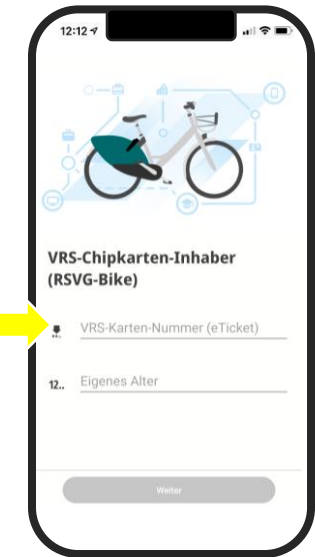 12:12
VRS-Chipkarten-Inhaber
(RSVG-Bike)
VRS-Karten-Nummer (eTicket)
12.. Eigenes Alter
Weiter